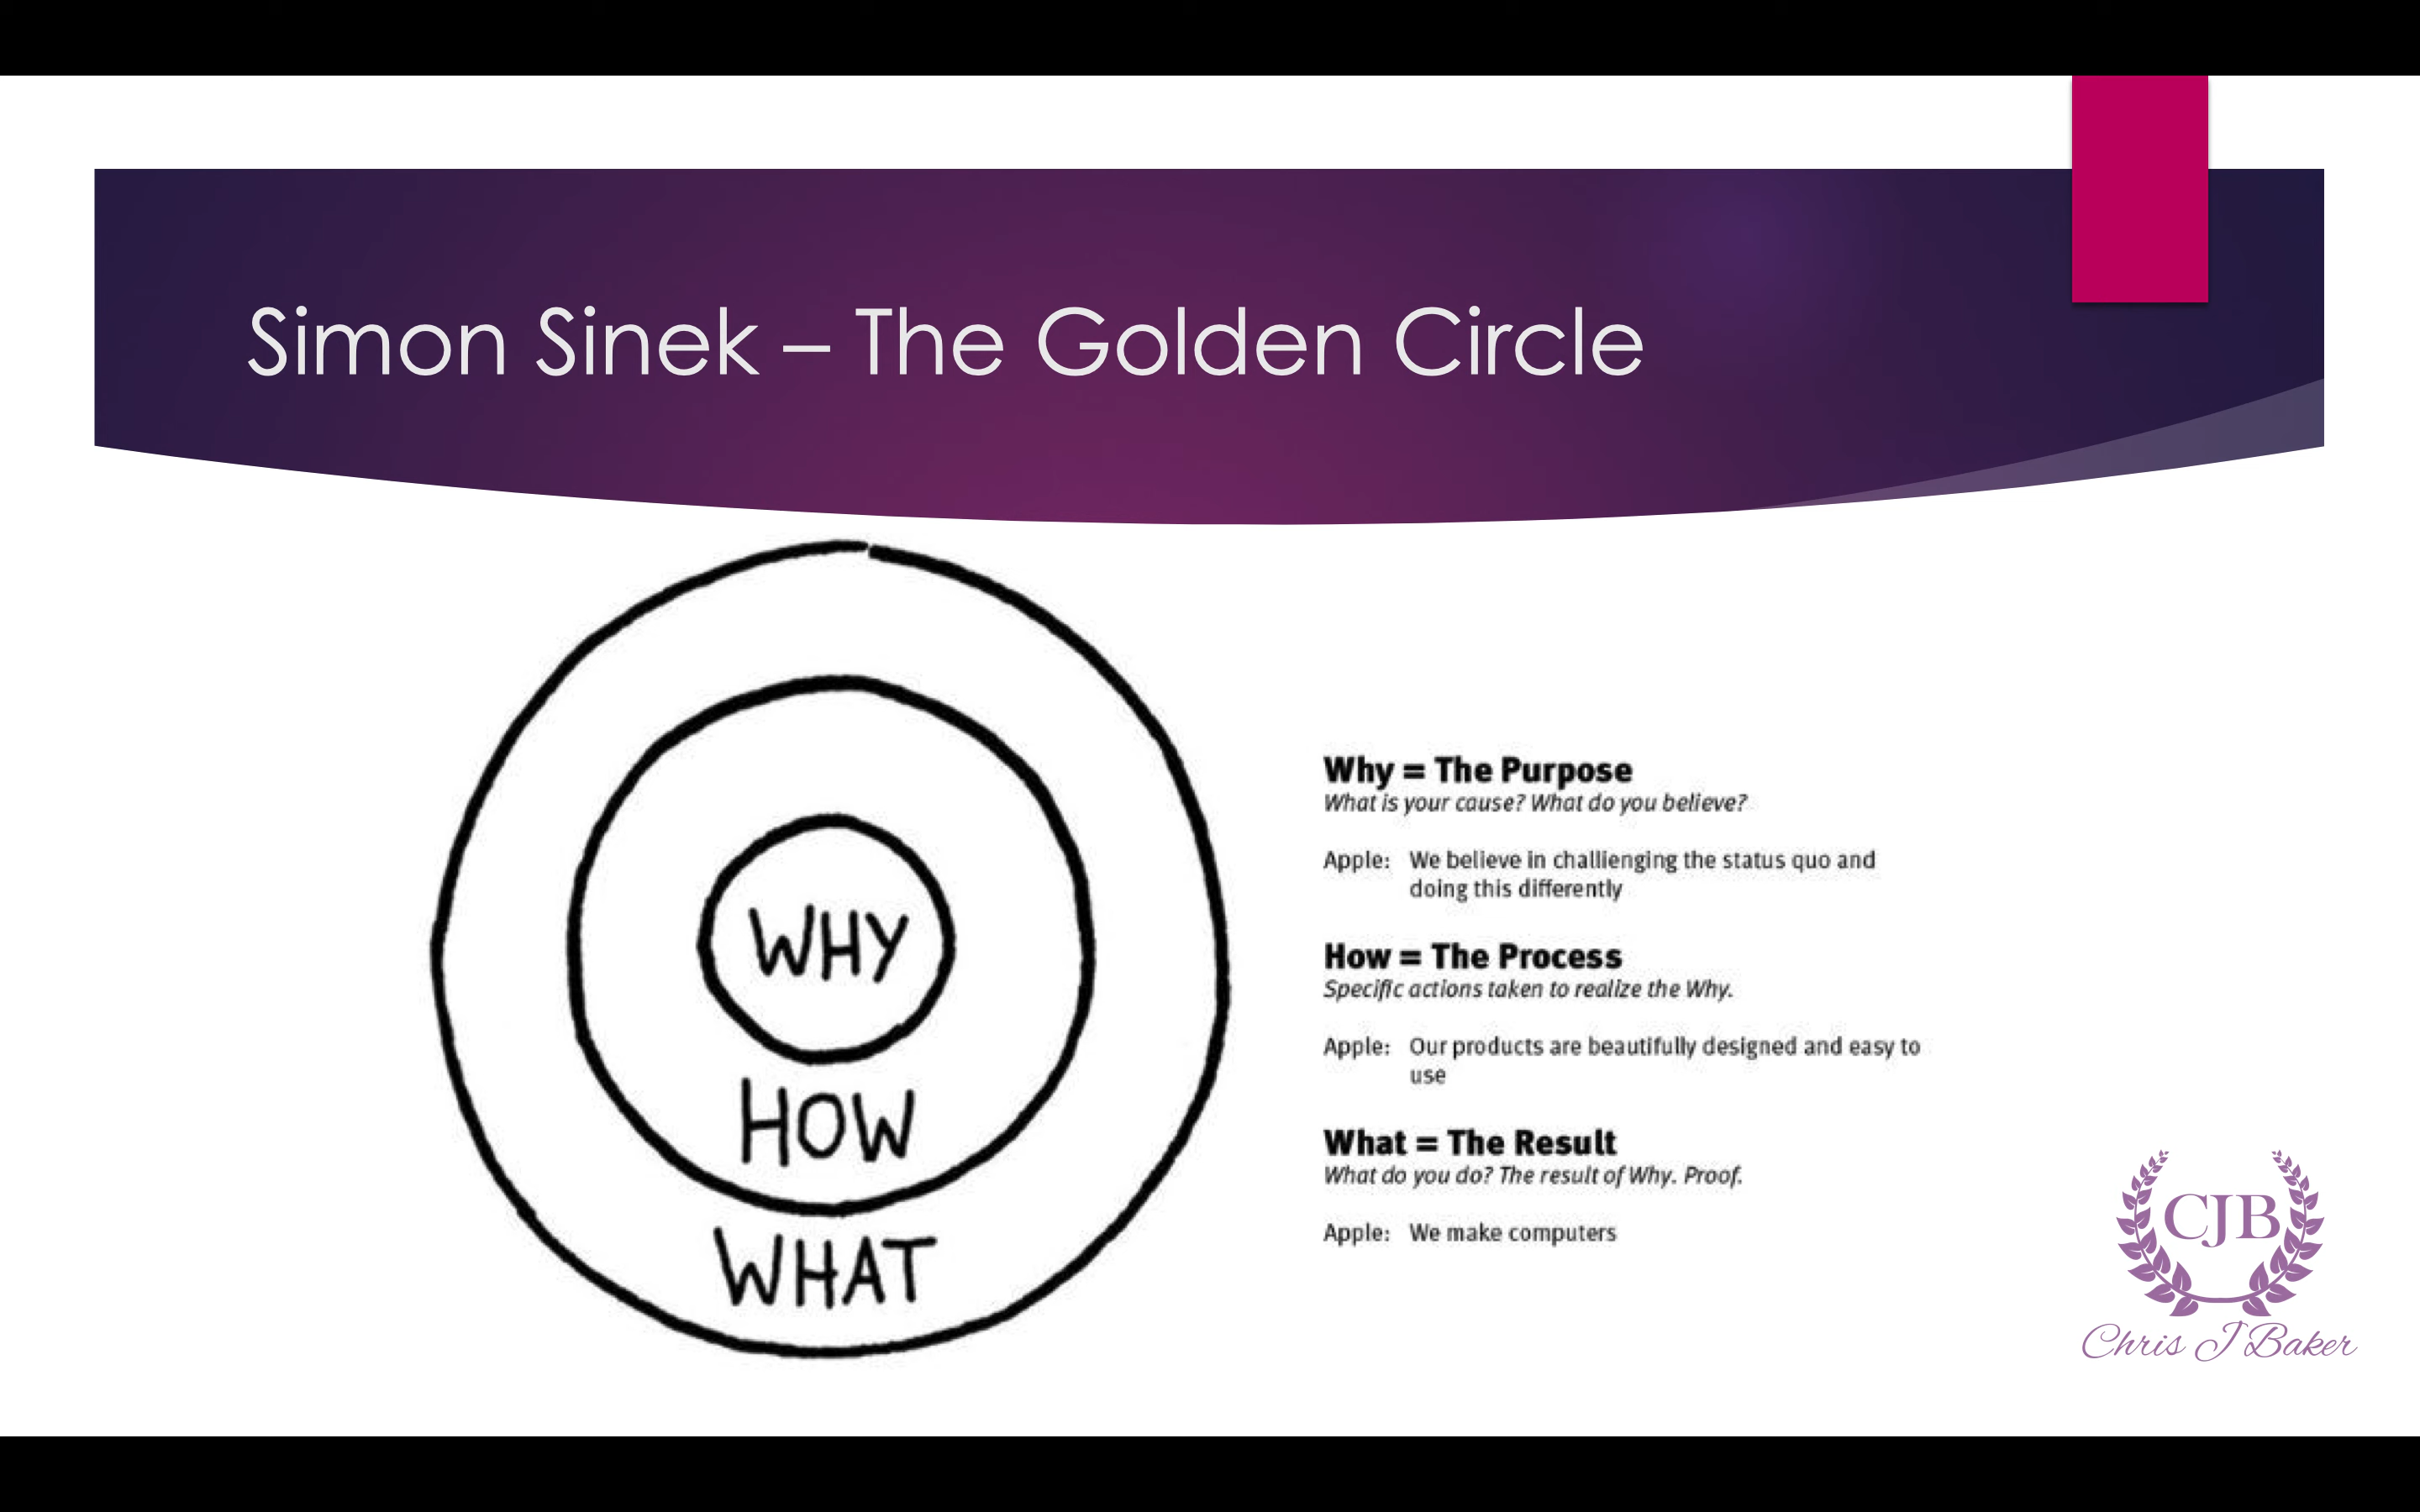 Simon Sinek – The Golden Circle
WHY
HOW
WHAT
Why = The Purpose
What is your cause? What do you believe?
Apple: We believe in challienging the status quo and
doing this differently
How = The Process
Specific actions taken to realize the Why.
Apple: Our products are beautifully designed and easy to
use
What = The Result
What do you do? The result of Why. Proof.
Apple: We make computers
CJB
Chris J Baker